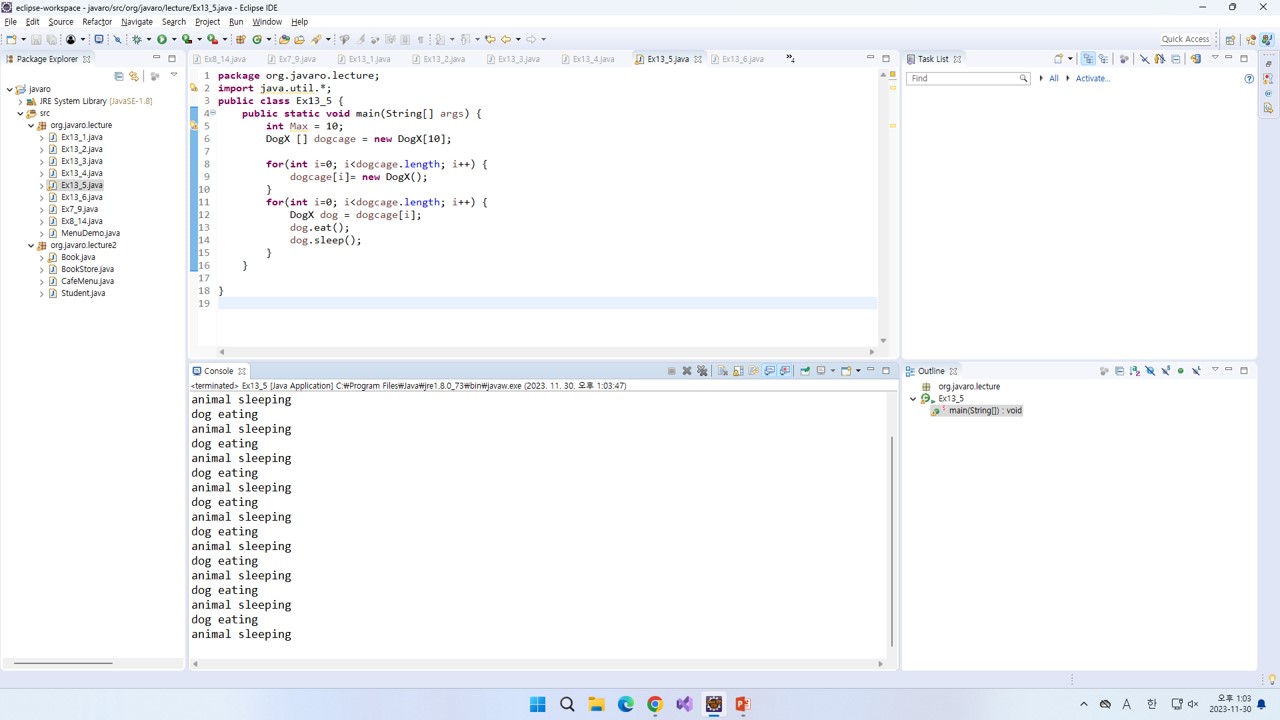 eclipse-workspace - javaro/src/org/javaro/lecture/Ex13_5.java - Eclipse IDE
File Edit Source Refactor Navigate Search Project Run Window Help
Quick Access
Package Explorer
javaro
JRE System Library [JavaSE-1.8]
src
org.javaro.lecture
Ex13_1.java
Ex13_2.java
Ex13_3.java
Ex13_4.java
Ex13_5.java
Ex13_6.java
Ex7_9.java
Ex8_14.java
MenuDemo.java
org.javaro.lecture2
Book.java
BookStore.java
CafeMenu.java
Student.java
Ex8_14.java Ex7_9.java Ex13_1.java Ex13_2.java Ex13_3.java Ex13_4.java Ex13_5.java Ex13_6.java
1 package org.javaro.lecture;
2 import java.util.*;
3 public class Ex13_5 {
4 public static void main(String[] args) {
5 int Max = 10;
6 DogX [] dogcage = new DogX[10];
7
8 for(int i=0; i<dogcage.length; i++) {
9 dogcage[i]= new DogX();
10 }
11 for(int i=0; i<dogcage.length; i++) {
12 DogX dog = dogcage[i];
13 dog.eat();
14 dog.sleep();
15 }
16 }
17
18 }
19
Console
<terminated> Ex13_5 [Java Application] C:₩Program Files₩Java₩jre1.8.0_73₩bin₩javaw.exe (2023. 11. 30. 오후 1:03:47)
animal sleeping
dog eating
animal sleeping
dog eating
animal sleeping
dog eating
animal sleeping
dog eating
animal sleeping
dog eating
animal sleeping
dog eating
animal sleeping
dog eating
animal sleeping
dog eating
animal sleeping
Task List
Find
All
Activate...
Outline
org.javaro.lecture
Ex13_5
main(String[]) : void
A 한
오후 1:03
2023-11-30